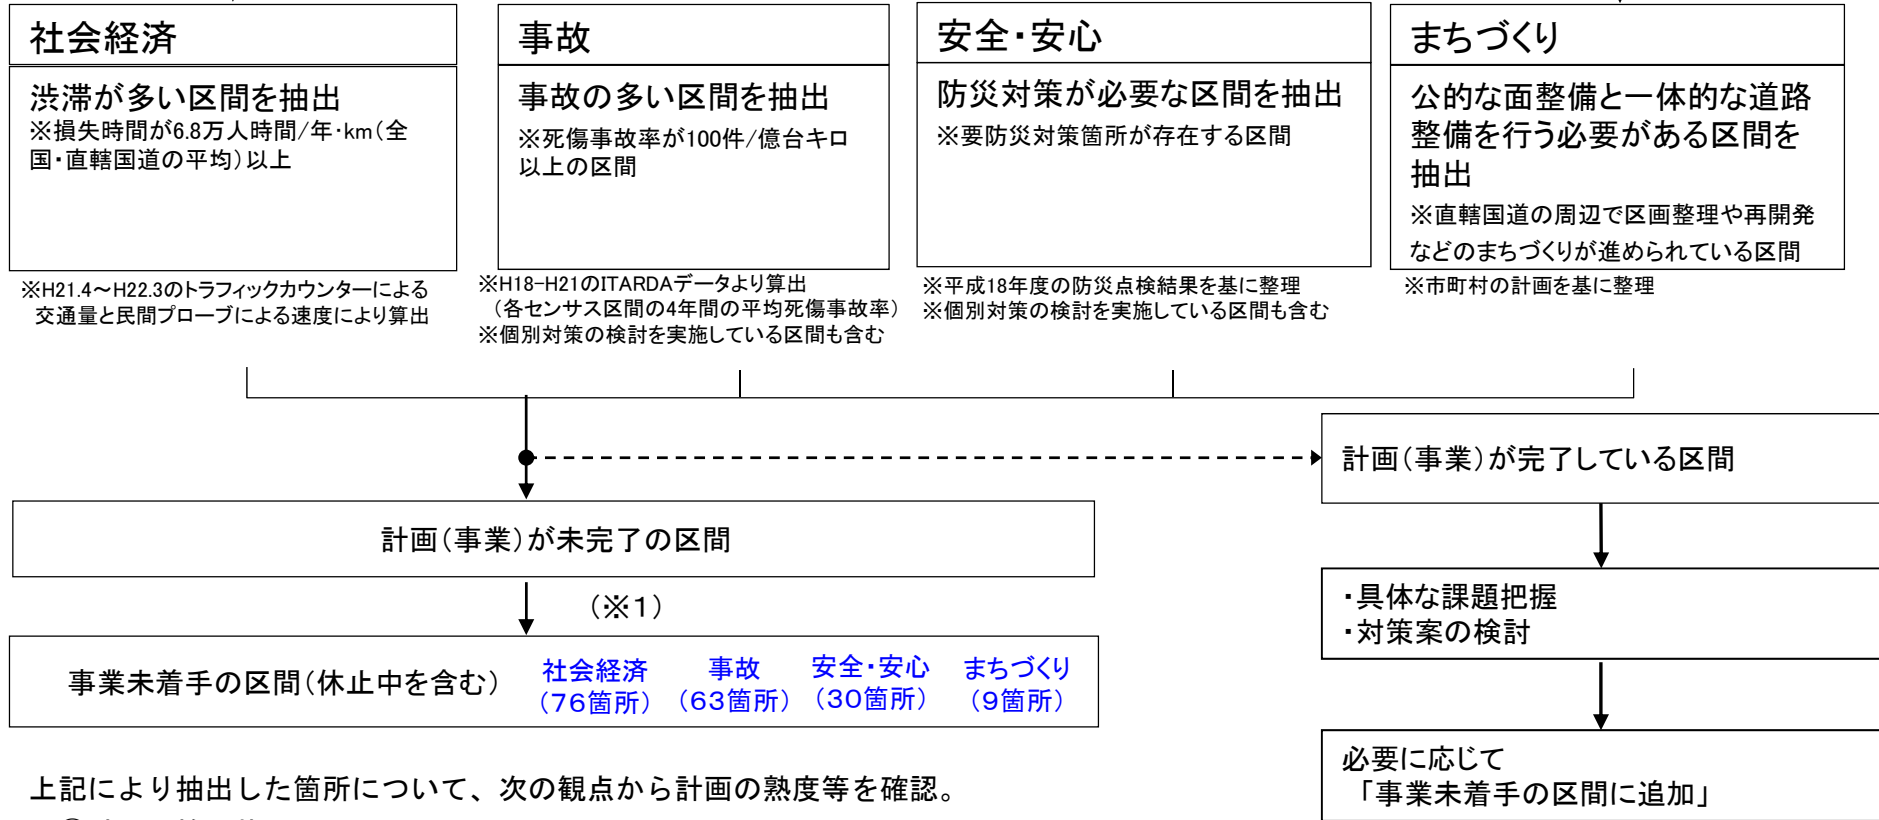 社会経済
渋滞が多い区間を抽出
※損失時間が6.8万人時間/年・km（全
国・直轄国道の平均）以上
※H21.4～H22.3のトラフィックカウンターによる
交通量と民間プローブによる速度により算出
事故
事故の多い区間を抽出
※死傷事故率が100件/億台キロ
以上の区間
※H18-H21のITARDAデータより算出
（各センサス区間の4年間の平均死傷事故率）
※個別対策の検討を実施している区間も含む
安全・安心
防災対策が必要な区間を抽出
※要防災対策箇所が存在する区間
※平成18年度の防災点検結果を基に整理
※個別対策の検討を実施している区間も含む
まちづくり
公的な面整備と一体的な道路
整備を行う必要がある区間を
抽出
※直轄国道の周辺で区画整理や再開発
などのまちづくりが進められている区間
※市町村の計画を基に整理
計画（事業）が未完了の区間
（※１）
事業未着手の区間（休止中を含む）
社会経済
（７６箇所）
事故
（６３箇所）
安全・安心
（３０箇所）
まちづくり
（９箇所）
計画（事業）が完了している区間
・具体な課題把握
・対策案の検討
必要に応じて
「事業未着手の区間に追加」
上記により抽出した箇所について、次の観点から計画の熟度等を確認。